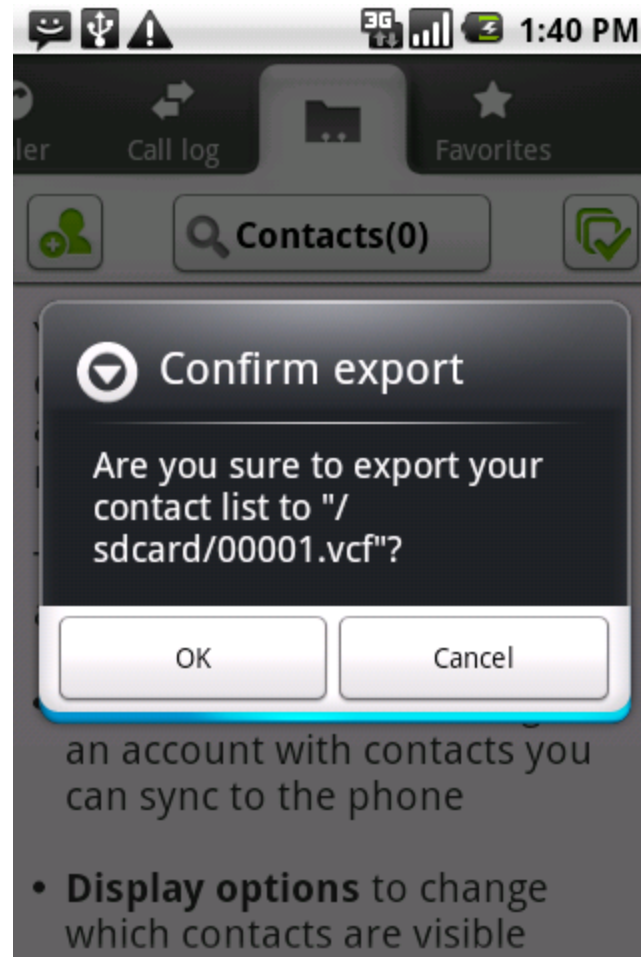 3G 1:40 PM
ler Call log Favorites
Contacts(0)
Confirm export
Are you sure to export your
contact list to "/
sdcard/00001.vcf"?
OK Cancel
an account with contacts you
can sync to the phone
• Display options to change
which contacts are visible